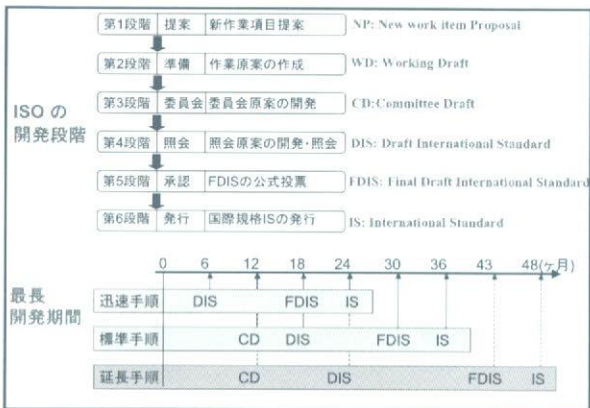 ISOの
開発段階
第1段階 提案 新作業項目提案 NP: New work item Proposal
第2段階 準備 作業原案の作成 WD: Working Draft
第3段階 委員会 委員会原案の開発 CD:Committee Draft
第4段階 照会 照会原案の開発・照会 DIS: Draft International Standard
第5段階 承認 FDISの公式投票 FDIS: Final Draft International Standard
第6段階 発行 国際規格ISの発行 IS: International Standard
最長
開発期間
0 6 12 18 24 30 36 43 48(ヶ月)
迅速手順 DIS FDIS IS
標準手順 CD DIS FDIS IS
延長手順 CD DIS FDIS IS